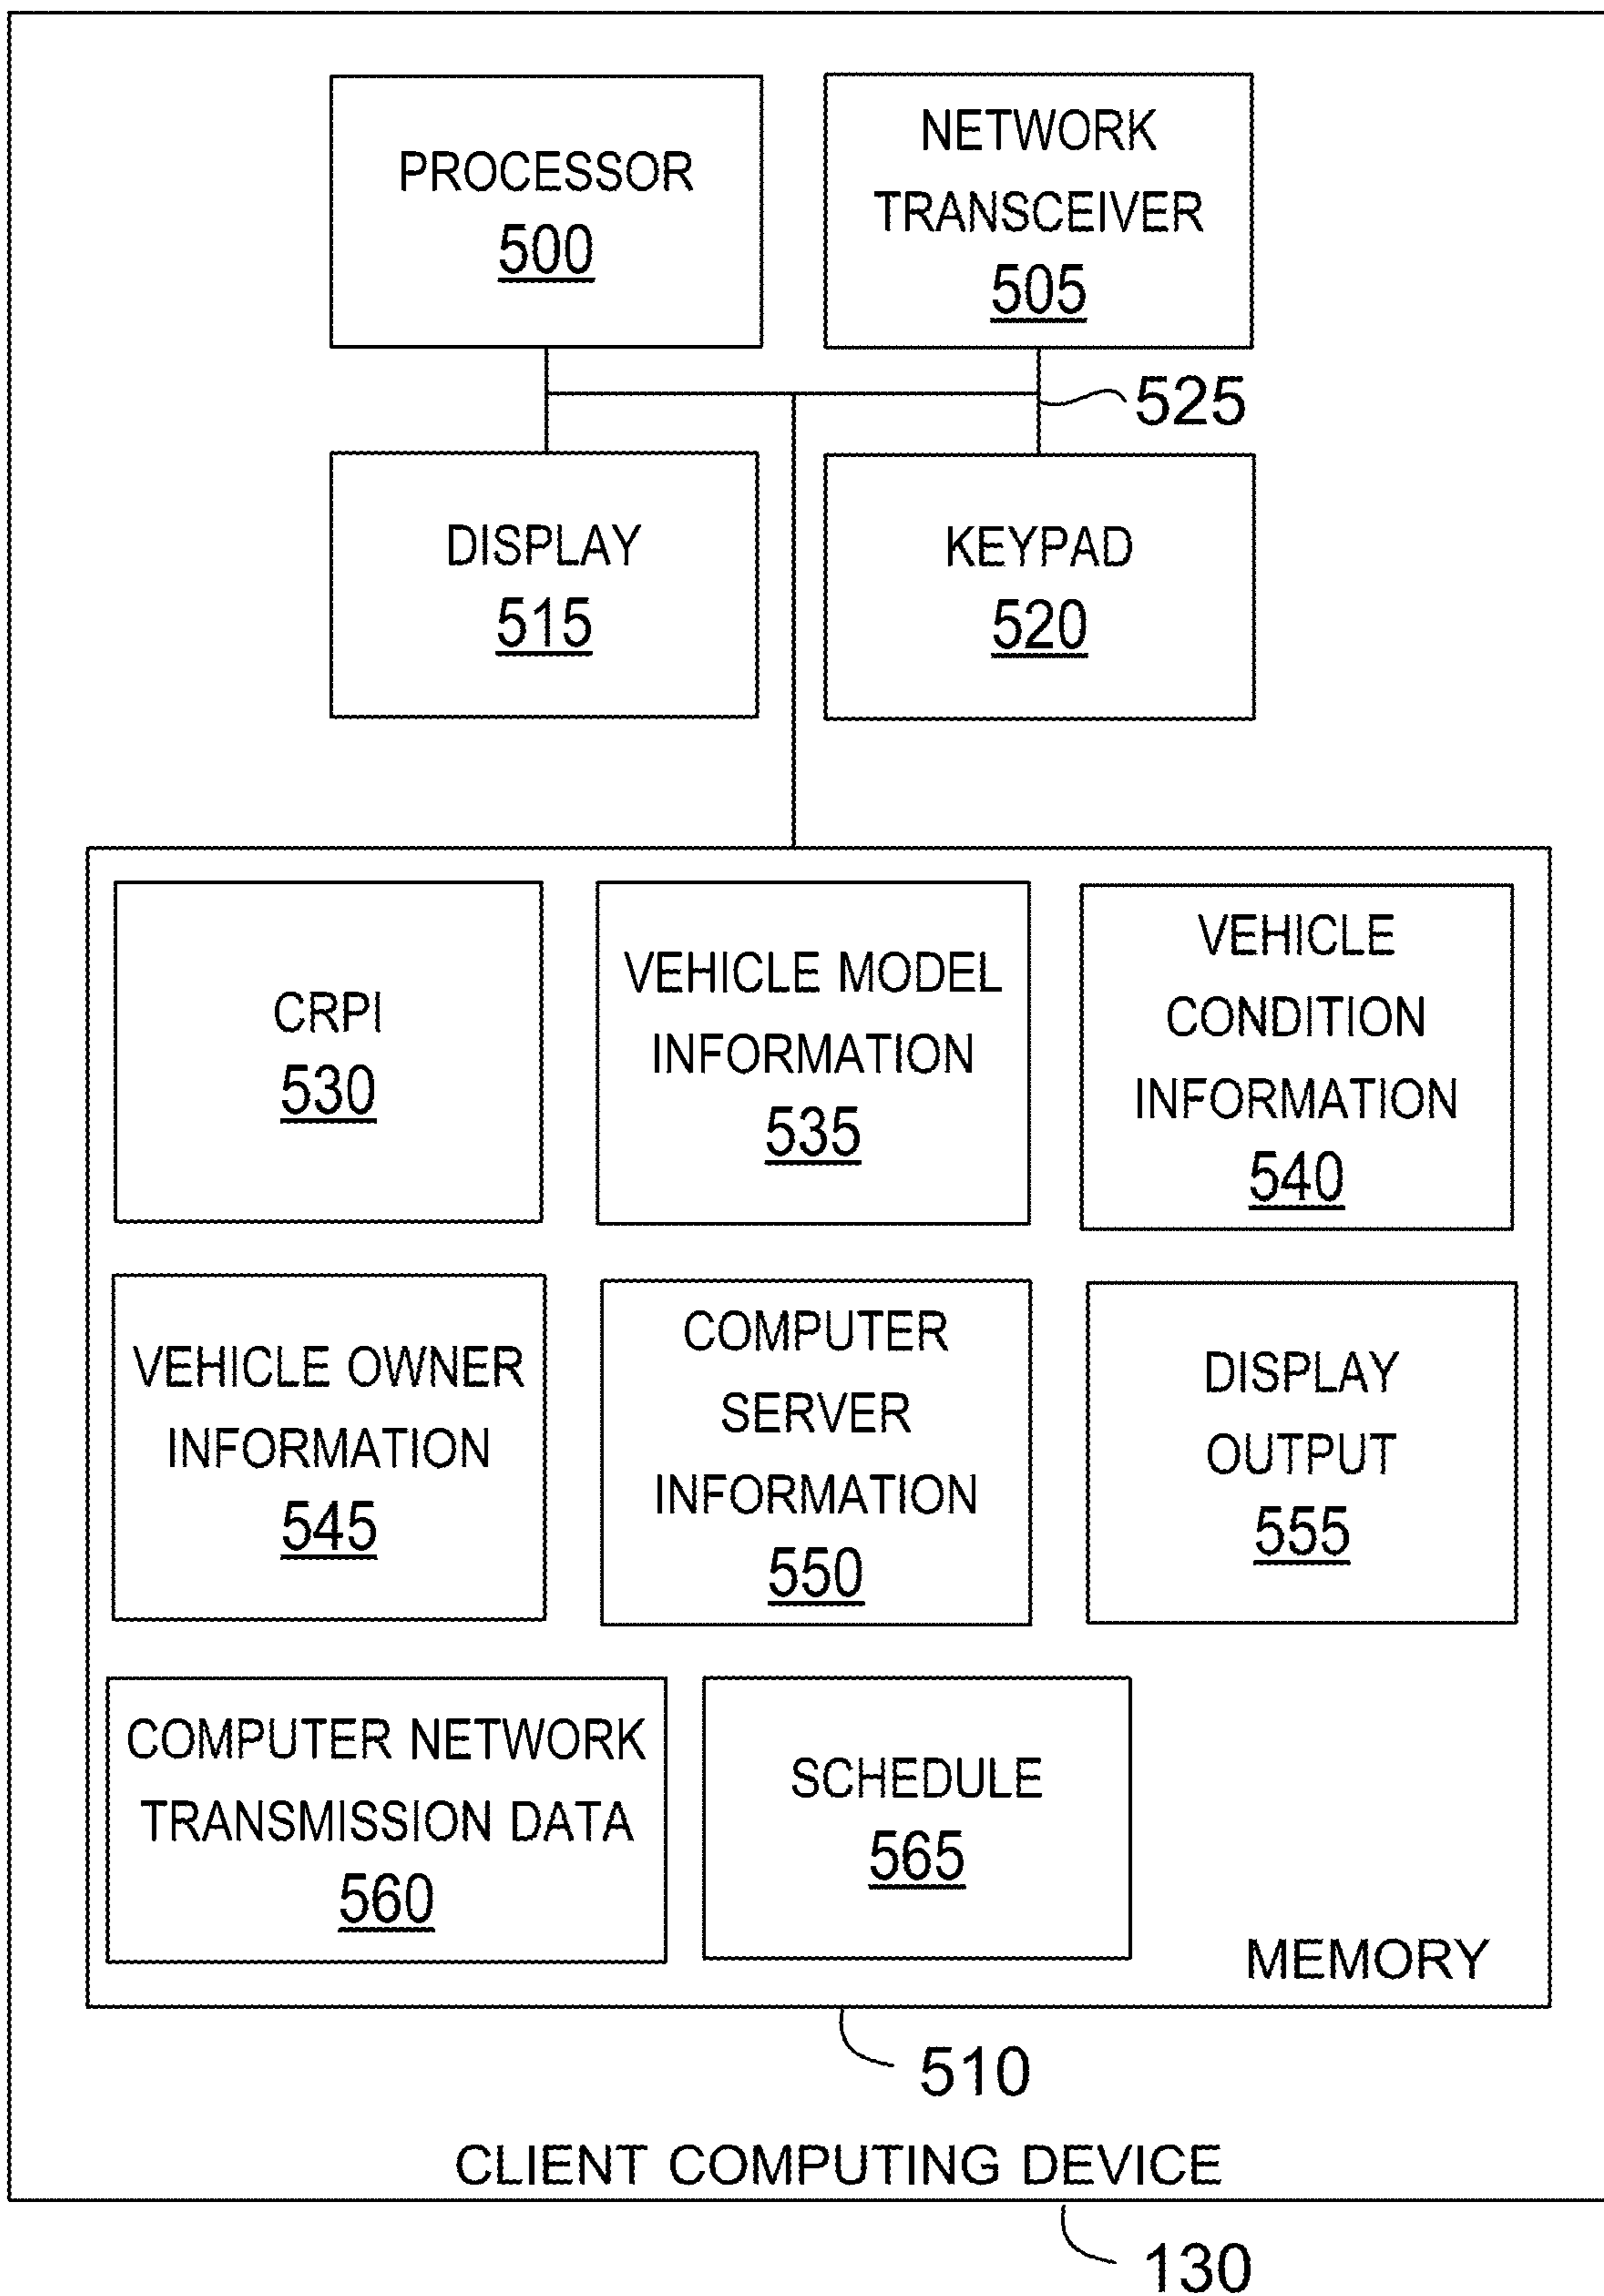 PROCESSOR
500
NETWORK
TRANSCEIVER
505
525
DISPLAY
515
KEYPAD
520
CRPI
530
VEHICLE MODEL
INFORMATION
535
VEHICLE
CONDITION
INFORMATION
540
VEHICLE OWNER
INFORMATION
545
COMPUTER
SERVER
INFORMATION
550
DISPLAY
OUTPUT
555
COMPUTER NETWORK
TRANSMISSION DATA
560
SCHEDULE
565
MEMORY
510
CLIENT COMPUTING DEVICE
130